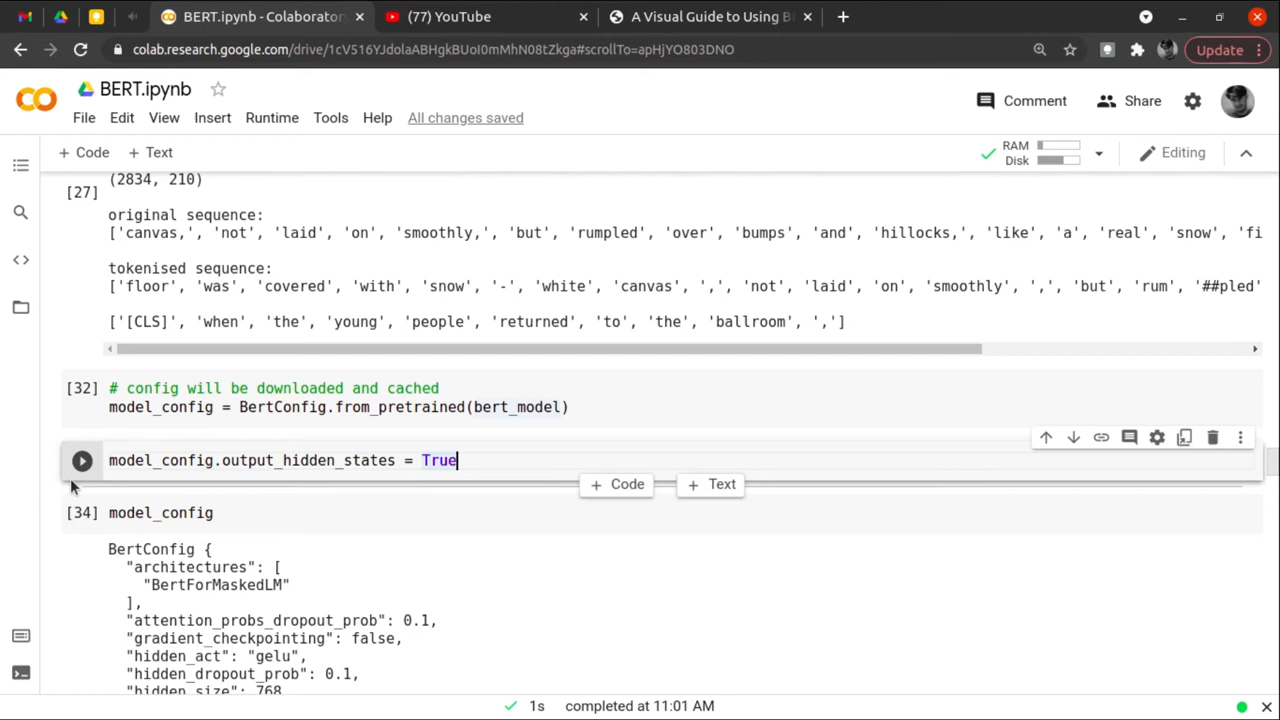 BERT.ipynb - Colaborator
(77) YouTube
A Visual Guide to Using B
colab.research.google.com/drive/1cV516YJdolaABHgkBUoI0mMhN08tZkga#scrollTo=apHjYO803DNO
Update
BERT.ipynb
Comment
Share
File Edit View Insert Runtime Tools Help All changes saved
+ Code + Text
RAM
Disk
Editing
(2834, 210)
[27]
original sequence:
['canvas,', 'not', 'laid', 'on', 'smoothly,', 'but', 'rumpled', 'over', 'bumps', 'and', 'hillocks,', 'like', 'a', 'real', 'snow', 'fi
tokenised sequence:
['floor', 'was', 'covered', 'with', 'snow', '-', 'white', 'canvas', ',', 'not', 'laid', 'on', 'smoothly', ',', 'but', 'rum', '##pled'
['[CLS]', 'when', 'the', 'young', 'people', 'returned', 'to', 'the', 'ballroom', ',']
[32] # config will be downloaded and cached
model_config = BertConfig.from_pretrained(bert_model)
model_config.output_hidden_states = True
+ Code + Text
[34] model_config
BertConfig {
"architectures": [
"BertForMaskedLM"
],
"attention_probs_dropout_prob": 0.1,
"gradient_checkpointing": false,
"hidden_act": "gelu",
"hidden_dropout_prob": 0.1,
"hidden_size": 768,
1s completed at 11:01 AM